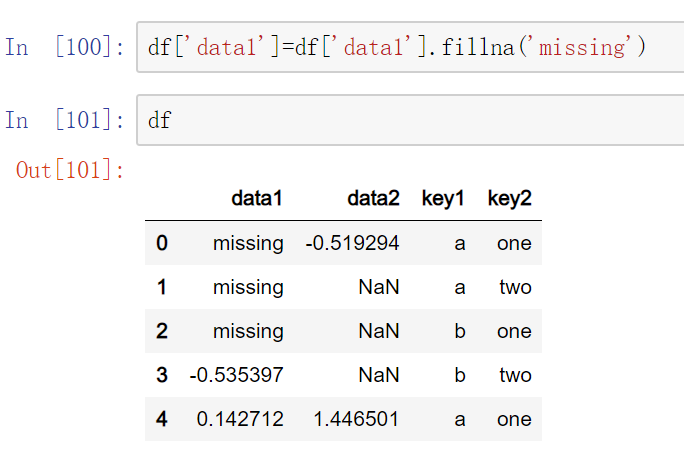 In [100]: df['data1']=df['data1'].fillna('missing')
In [101]: df
Out[101]:
data1 data2 key1 key2
0 missing -0.519294 a one
1 missing NaN a two
2 missing NaN b one
3 -0.535397 NaN b two
4 0.142712 1.446501 a one